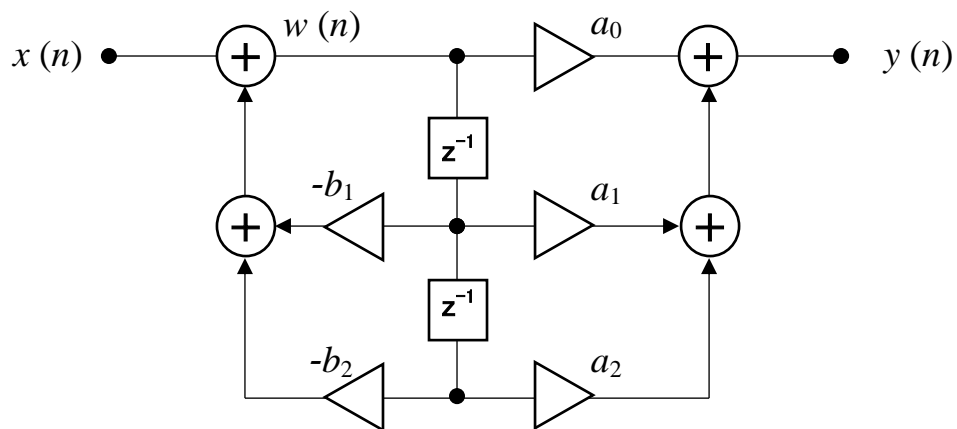 x (n)
+
w (n)
a₀
+
y (n)
z⁻¹
-b₁
a₁
+
+
z⁻¹
-b₂
a₂